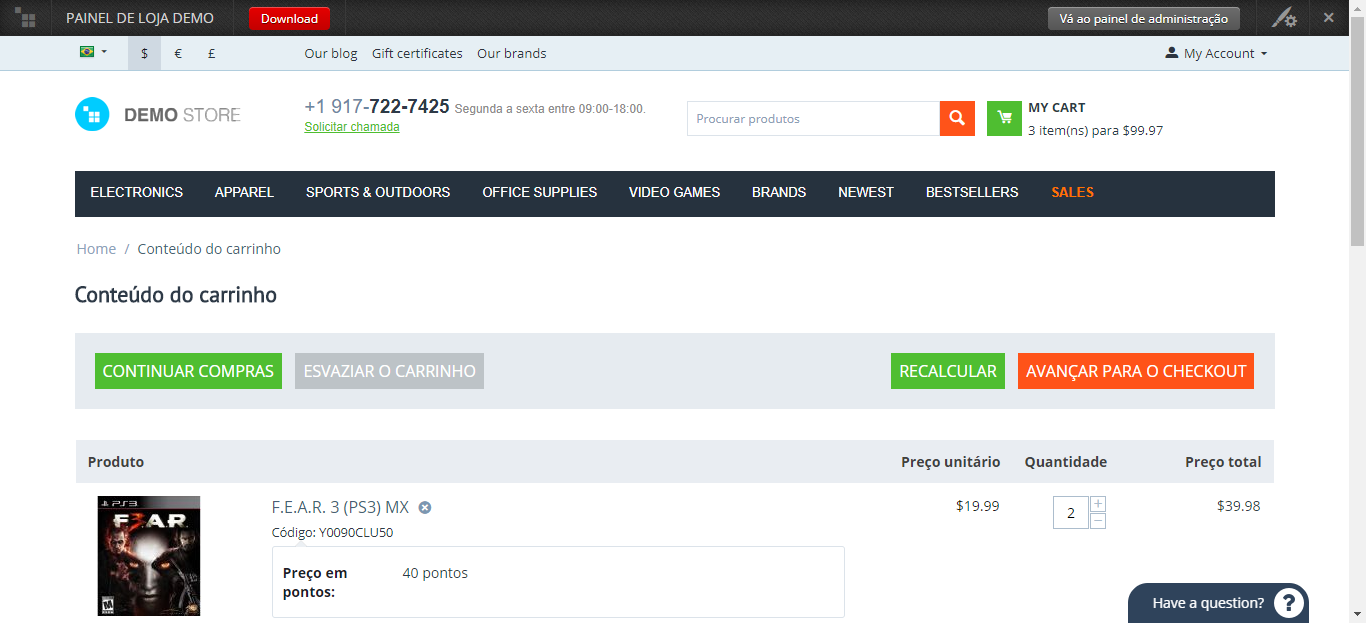 PAINEL DE LOJA DEMO Download Vá ao painel de administração
$ € £ Our blog Gift certificates Our brands My Account
DEMO STORE
+1 917-722-7425 Segunda a sexta entre 09:00-18:00.
Solicitar chamada
Procurar produtos
MY CART
3 item(ns) para $99.97
ELECTRONICS APPAREL SPORTS & OUTDOORS OFFICE SUPPLIES VIDEO GAMES BRANDS NEWEST BESTSELLERS SALES
Home / Conteúdo do carrinho
Conteúdo do carrinho
CONTINUAR COMPRAS ESVAZIAR O CARRINHO RECALCULAR AVANÇAR PARA O CHECKOUT
Produto Preço unitário Quantidade Preço total
PS3
F.E.A.R.
F.E.A.R. 3 (PS3) MX $19.99 2 + − $39.98
Código: Y0090CLU50
Preço em pontos: 40 pontos
Have a question? ?